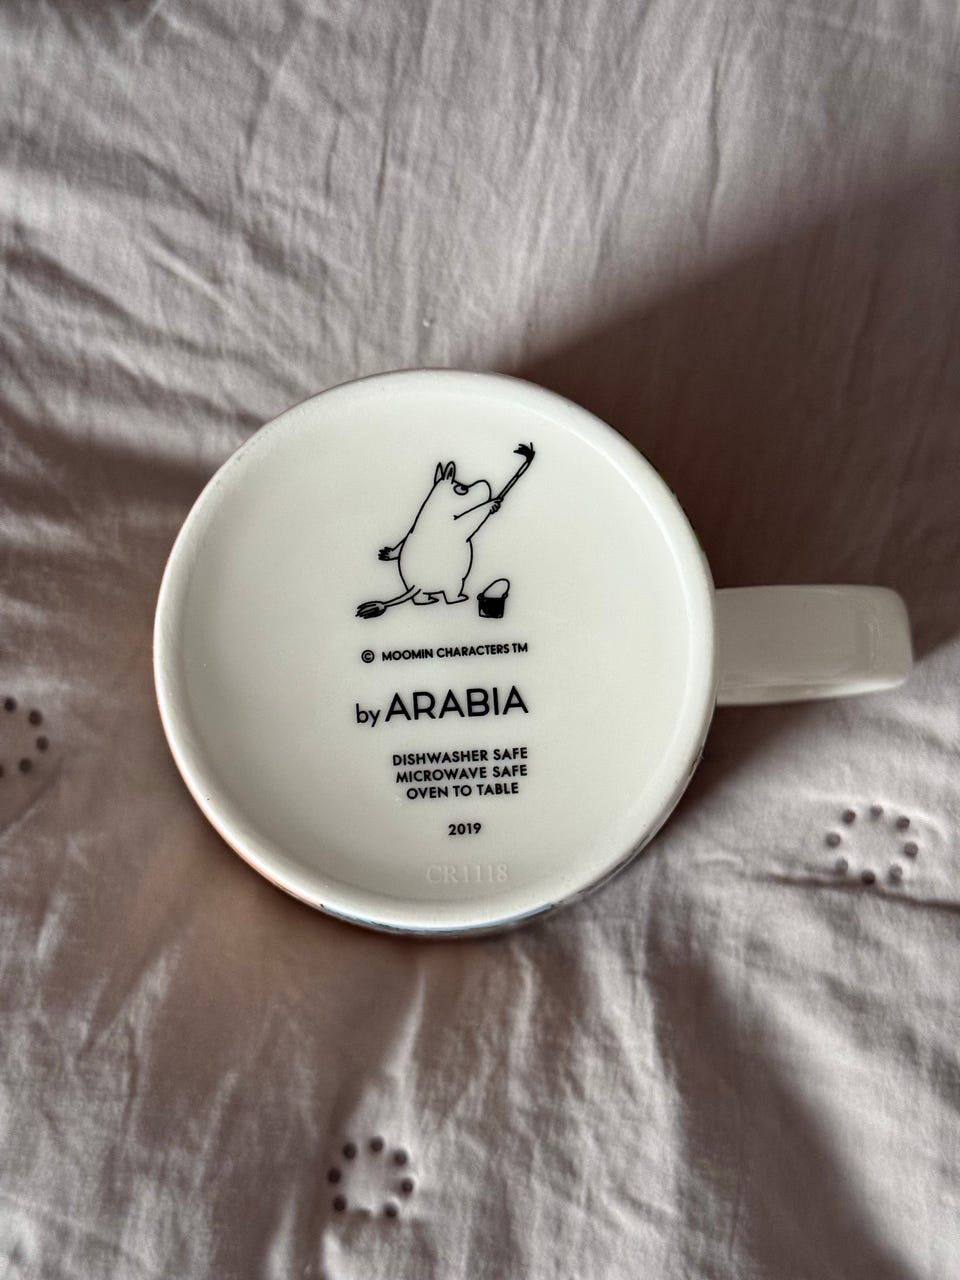 © MOOMIN CHARACTERS TM
by ARABIA
DISHWASHER SAFE
MICROWAVE SAFE
OVEN TO TABLE
2019
CR1118